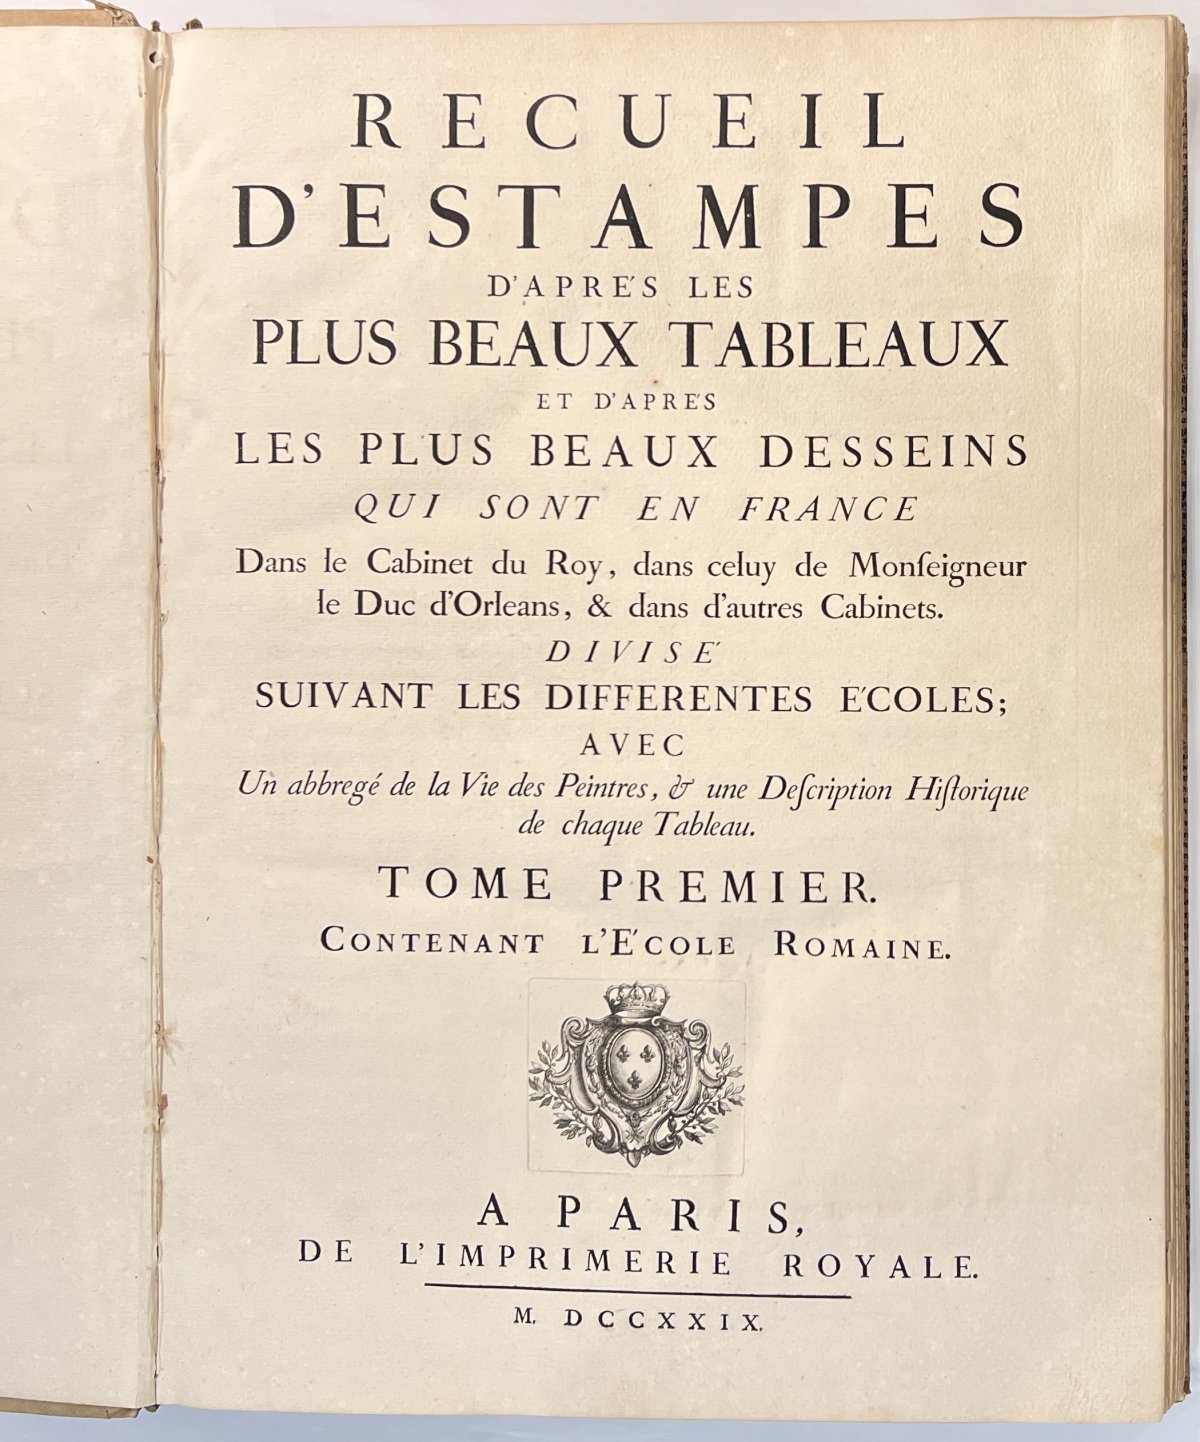 RECUEIL
D'ESTAMPES
D'APRE'S LES
PLUS BEAUX TABLEAUX
ET D'APRE'S
LES PLUS BEAUX DESSEINS
QUI SONT EN FRANCE
Dans le Cabinet du Roy, dans celuy de Monſeigneur
le Duc d'Orleans, & dans d'autres Cabinets.
DIVISE'
SUIVANT LES DIFFERENTES E'COLES;
AVEC
Un abbregé de la Vie des Peintres, & une Deſcription Hiſtorique
de chaque Tableau.
TOME PREMIER.
CONTENANT L'E'COLE ROMAINE.
A PARIS,
DE L'IMPRIMERIE ROYALE.
M. DCCXXIX.